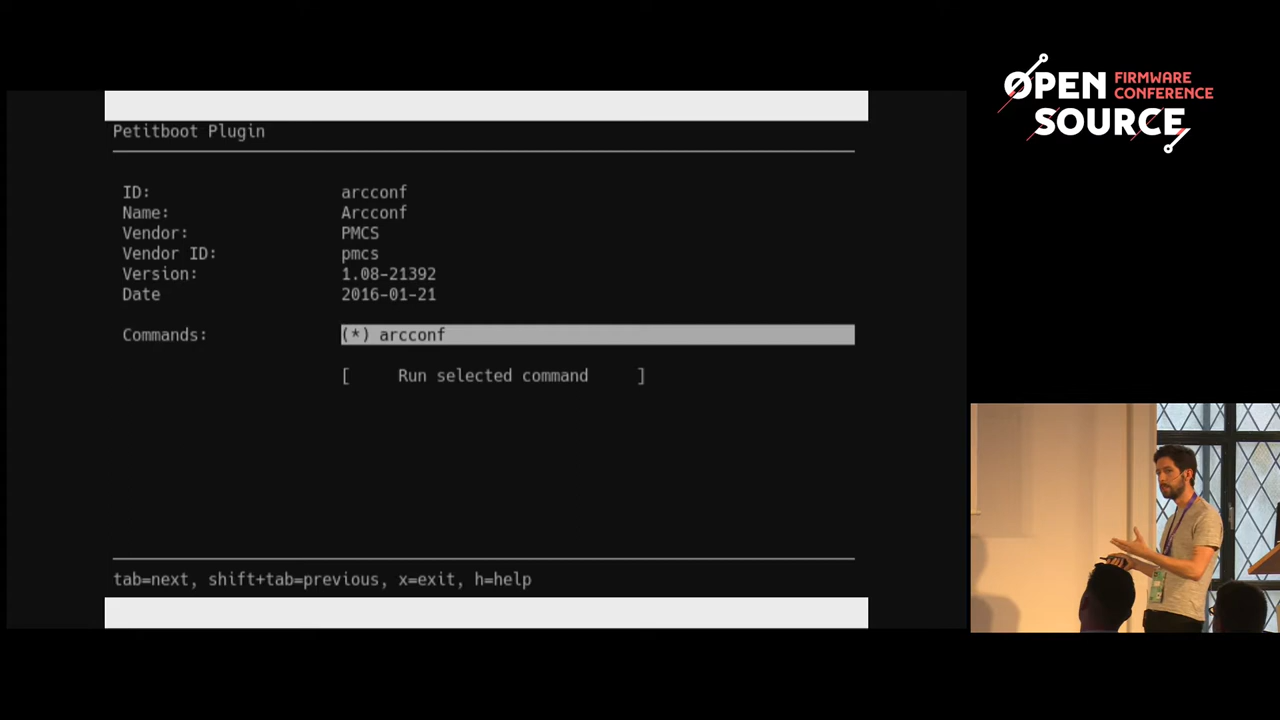 Petitboot Plugin
ID: arcconf
Name: Arcconf
Vendor: PMCS
Vendor ID: pmcs
Version: 1.08-21392
Date 2016-01-21
Commands: (*) arcconf
[ Run selected command ]
tab=next, shift+tab=previous, x=exit, h=help
OPEN FIRMWARE CONFERENCE
SOURCE